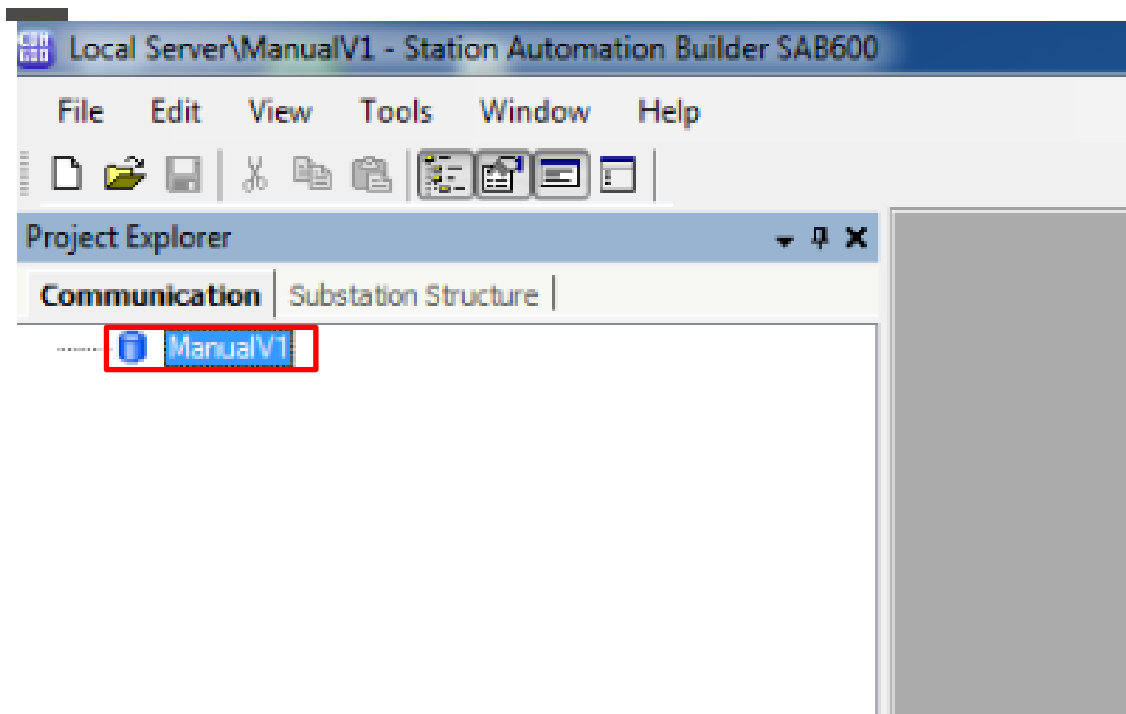 Local Server\ManualV1 - Station Automation Builder SAB600
File Edit View Tools Window Help
Project Explorer
Communication Substation Structure
ManualV1